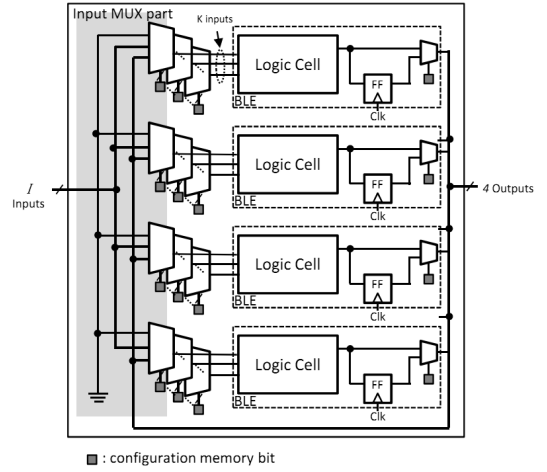 Input MUX part
K inputs
Logic Cell
FF
BLE
Clk
Logic Cell
FF
BLE
Clk
I
Inputs
4 Outputs
Logic Cell
FF
BLE
Clk
Logic Cell
FF
BLE
Clk
: configuration memory bit